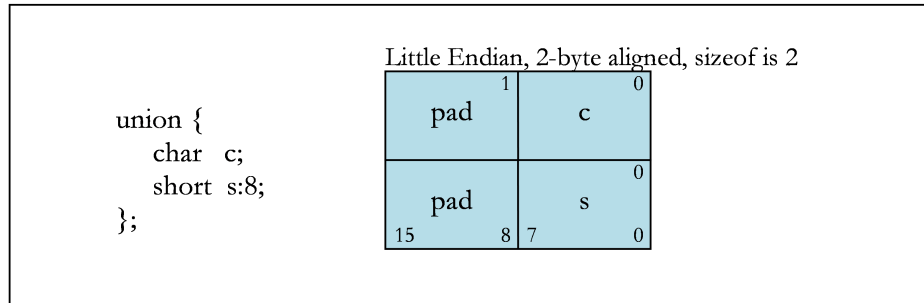 Little Endian, 2-byte aligned, sizeof is 2
union {
char c;
short s:8;
};
1 0
pad c
0
pad s
15 8 7 0